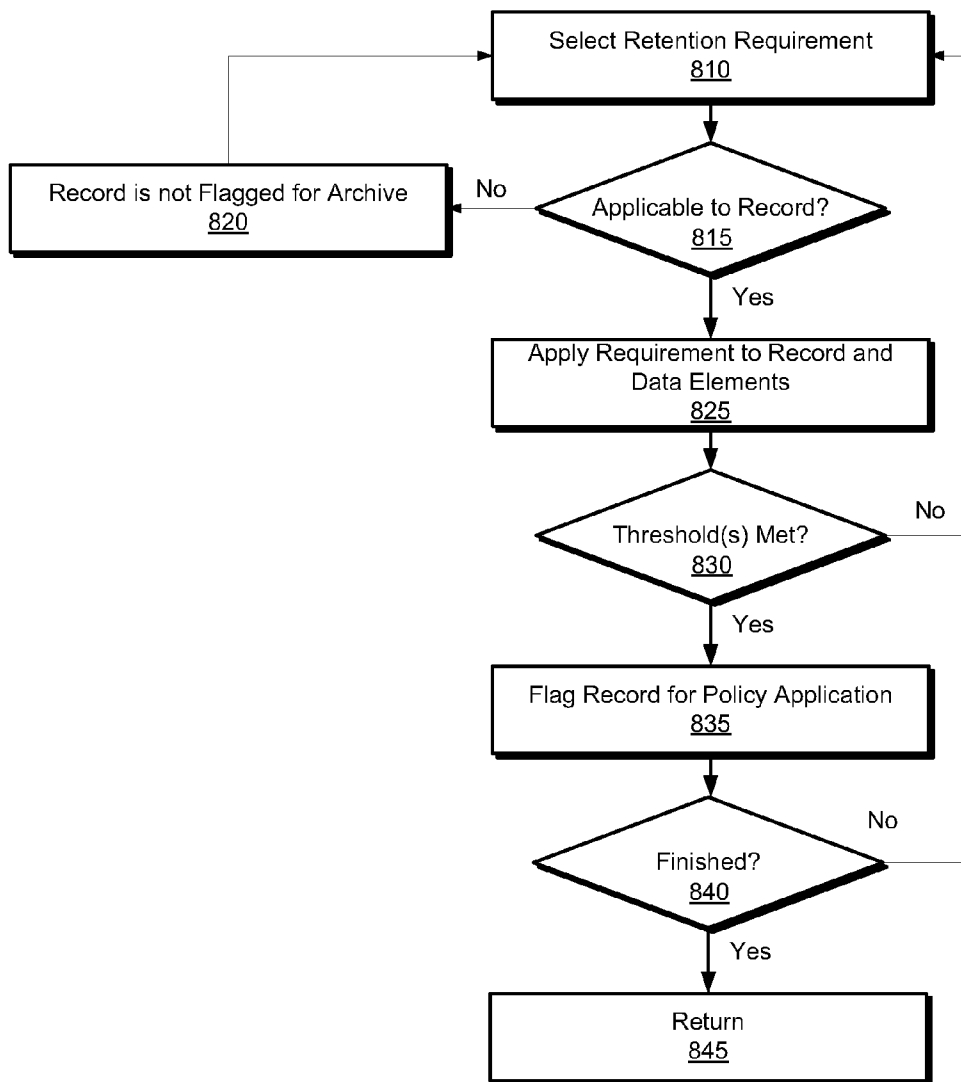 Select Retention Requirement
810
Record is not Flagged for Archive
820
No
Applicable to Record?
815
Yes
Apply Requirement to Record and
Data Elements
825
Threshold(s) Met?
830
No
Yes
Flag Record for Policy Application
835
Finished?
840
No
Yes
Return
845